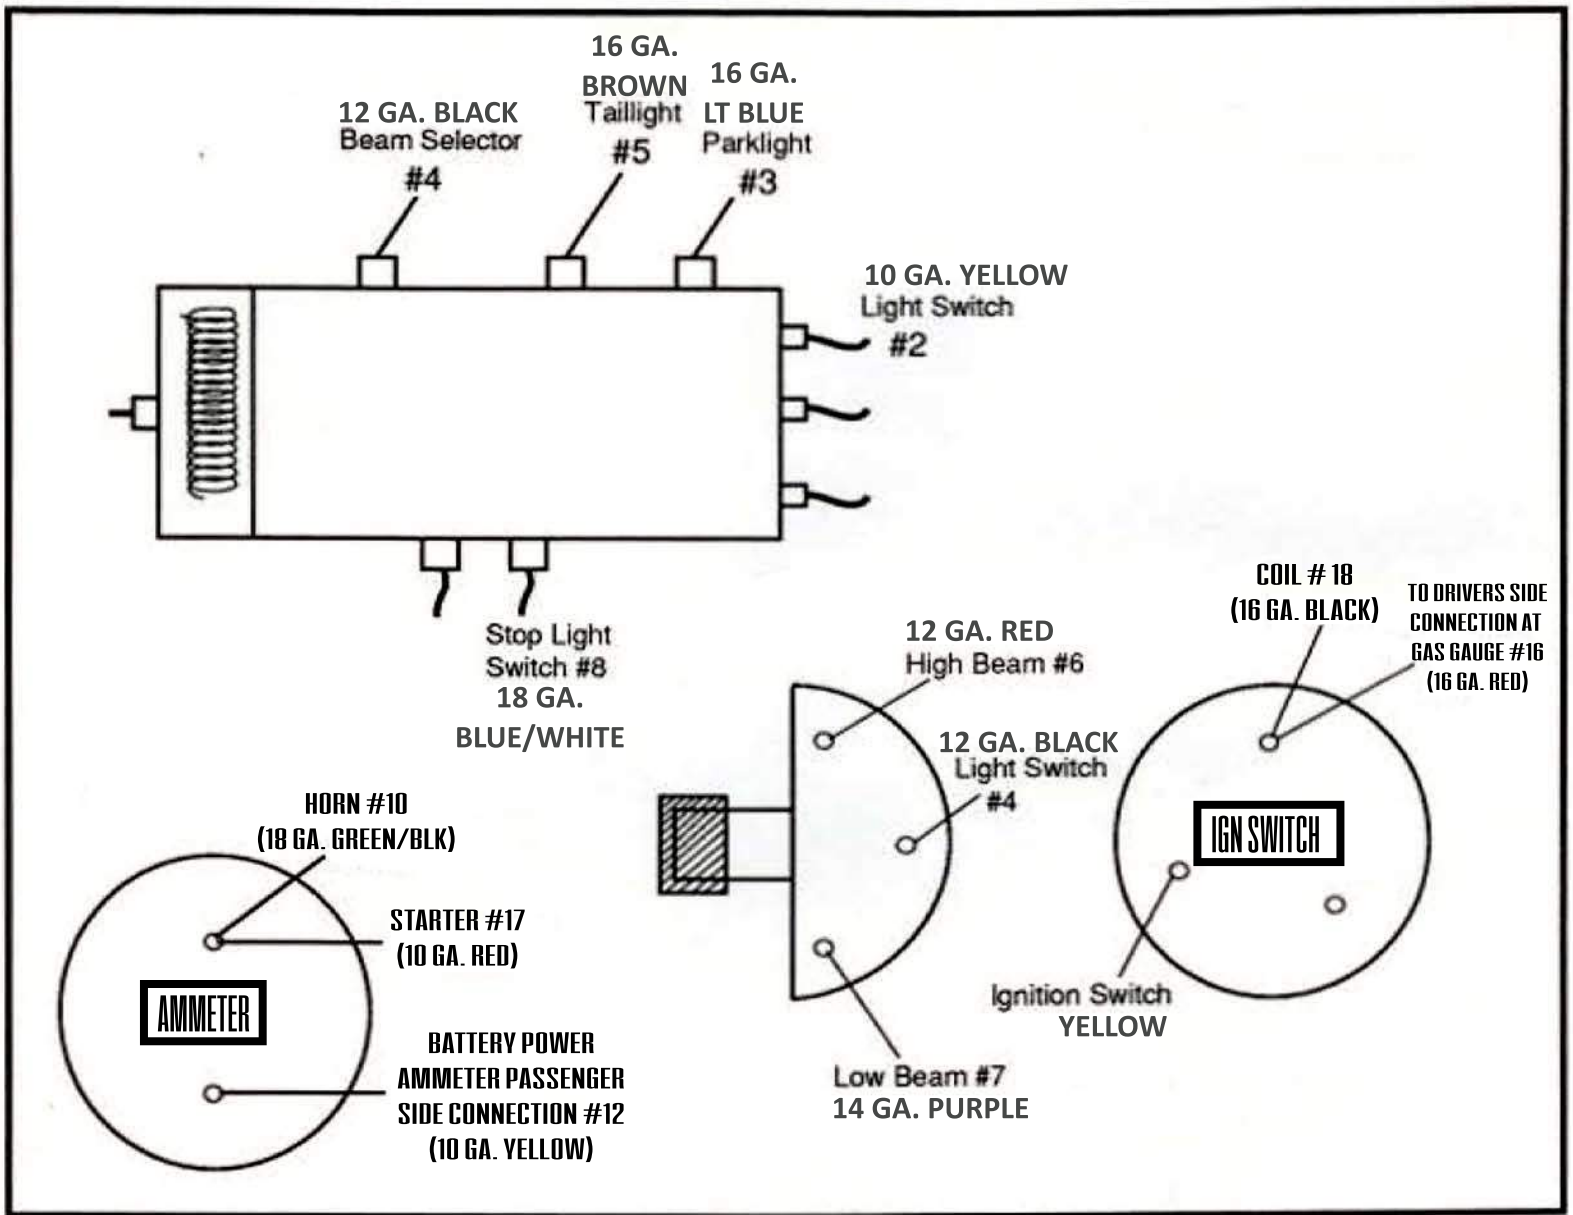 16 GA.
BROWN
Taillight
#5
16 GA.
LT BLUE
Parklight
#3
12 GA. BLACK
Beam Selector
#4
10 GA. YELLOW
Light Switch
#2
Stop Light
Switch #8
18 GA.
BLUE/WHITE
12 GA. RED
High Beam #6
12 GA. BLACK
Light Switch
#4
Low Beam #7
14 GA. PURPLE
COIL # 18
(16 GA. BLACK)
TO DRIVERS SIDE
CONNECTION AT
GAS GAUGE #16
(16 GA. RED)
IGN SWITCH
Ignition Switch
YELLOW
HORN #10
(18 GA. GREEN/BLK)
STARTER #17
(10 GA. RED)
AMMETER
BATTERY POWER
AMMETER PASSENGER
SIDE CONNECTION #12
(10 GA. YELLOW)